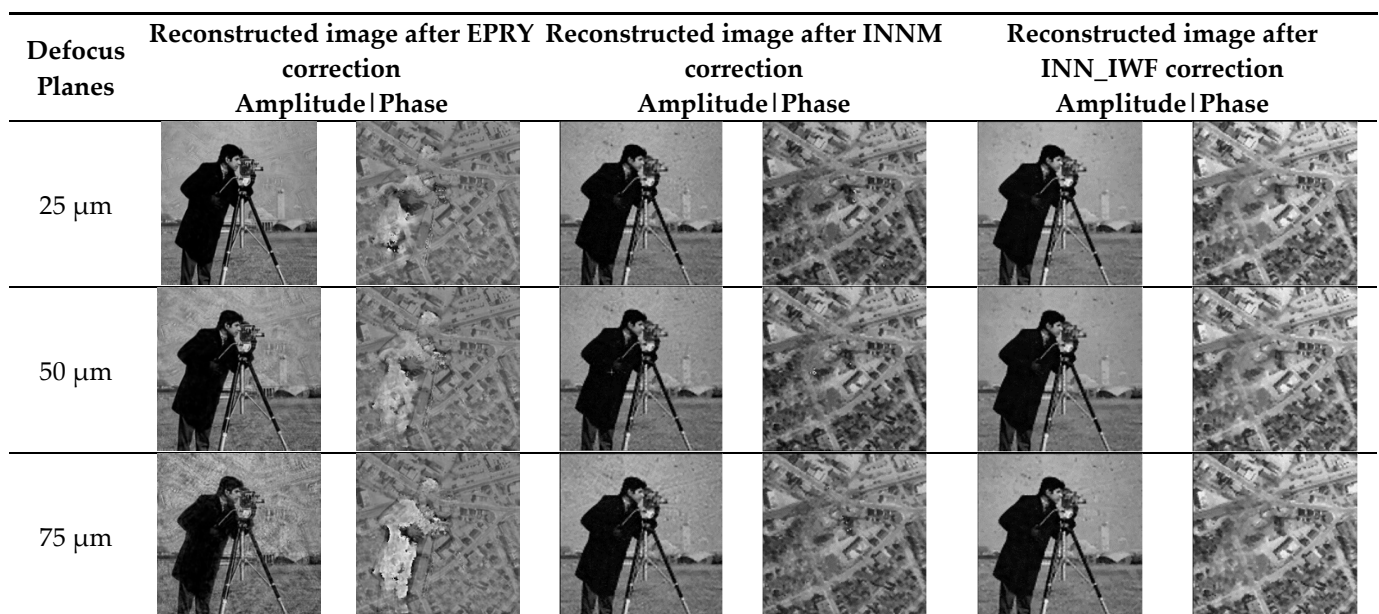 Defocus
Planes
Reconstructed image after EPRY
correction
Amplitude|Phase
Reconstructed image after INNM
correction
Amplitude|Phase
Reconstructed image after
INN_IWF correction
Amplitude|Phase
25 μm
50 μm
75 μm